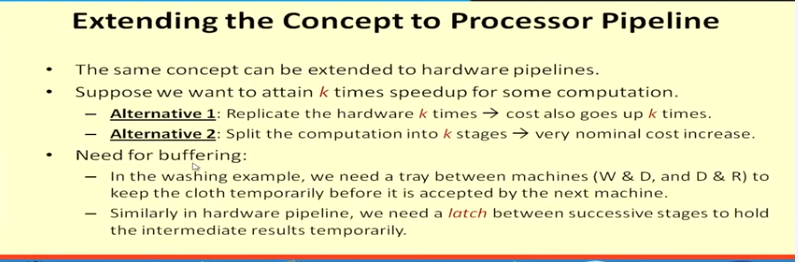 Extending the Concept to Processor Pipeline
• The same concept can be extended to hardware pipelines.
• Suppose we want to attain k times speedup for some computation.
– Alternative 1: Replicate the hardware k times → cost also goes up k times.
– Alternative 2: Split the computation into k stages → very nominal cost increase.
• Need for buffering:
– In the washing example, we need a tray between machines (W & D, and D & R) to
keep the cloth temporarily before it is accepted by the next machine.
– Similarly in hardware pipeline, we need a latch between successive stages to hold
the intermediate results temporarily.